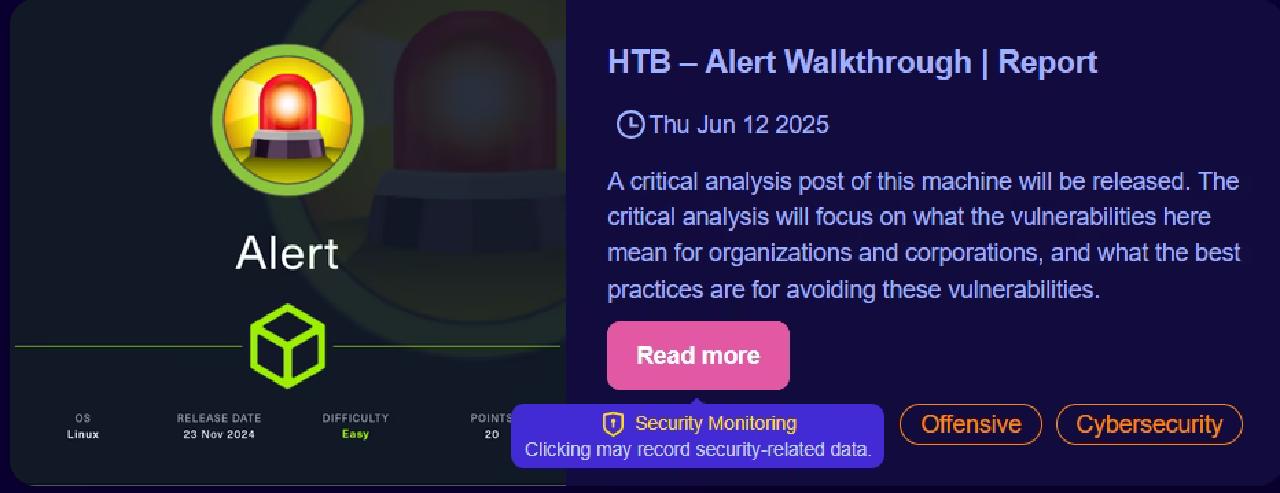 Alert
OS
Linux
RELEASE DATE
23 Nov 2024
DIFFICULTY
Easy
POINTS
20
HTB – Alert Walkthrough | Report
Thu Jun 12 2025
A critical analysis post of this machine will be released. The
critical analysis will focus on what the vulnerabilities here
mean for organizations and corporations, and what the best
practices are for avoiding these vulnerabilities.
Read more
Security Monitoring
Clicking may record security-related data.
Offensive
Cybersecurity